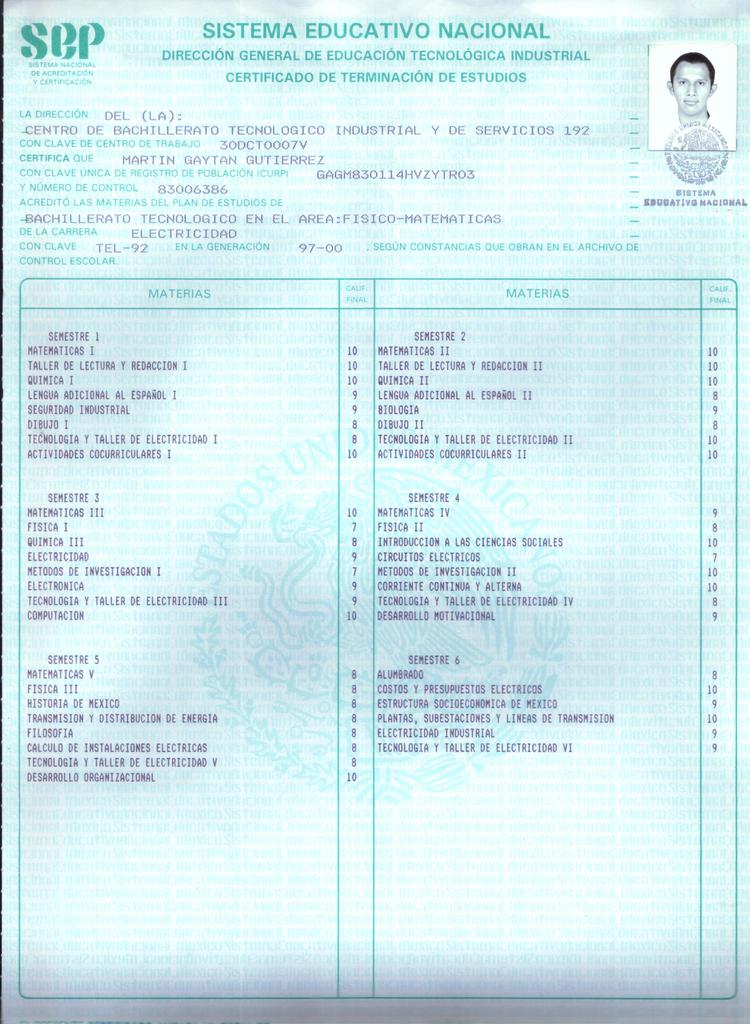 SEP
SISTEMA NACIONAL
DE ACREDITACIÓN
Y CERTIFICACIÓN
SISTEMA EDUCATIVO NACIONAL
DIRECCIÓN GENERAL DE EDUCACIÓN TECNOLÓGICA INDUSTRIAL
CERTIFICADO DE TERMINACIÓN DE ESTUDIOS
LA DIRECCIÓN DEL (LA):
CENTRO DE BACHILLERATO TECNOLOGICO INDUSTRIAL Y DE SERVICIOS 192
CON CLAVE DE CENTRO DE TRABAJO 30DCT0007V
CERTIFICA QUE MARTIN GAYTAN GUTIERREZ
CON CLAVE ÚNICA DE REGISTRO DE POBLACIÓN (CURP) GAGM830114HVZYTR03
Y NÚMERO DE CONTROL 83006386
ACREDITÓ LAS MATERIAS DEL PLAN DE ESTUDIOS DE
BACHILLERATO TECNOLOGICO EN EL AREA:FISICO-MATEMATICAS
DE LA CARRERA ELECTRICIDAD
CON CLAVE TEL-92 EN LA GENERACIÓN 97-00 , SEGÚN CONSTANCIAS QUE OBRAN EN EL ARCHIVO DE
CONTROL ESCOLAR.
SISTEMA
EDUCATIVO NACIONAL
MATERIAS CALIF. FINAL MATERIAS CALIF. FINAL
SEMESTRE 1
MATEMATICAS I 10
TALLER DE LECTURA Y REDACCION I 10
QUIMICA I 10
LENGUA ADICIONAL AL ESPAÑOL I 9
SEGURIDAD INDUSTRIAL 9
DIBUJO I 8
TECNOLOGIA Y TALLER DE ELECTRICIDAD I 8
ACTIVIDADES COCURRICULARES I 10
SEMESTRE 2
MATEMATICAS II 10
TALLER DE LECTURA Y REDACCION II 10
QUIMICA II 10
LENGUA ADICIONAL AL ESPAÑOL II 8
BIOLOGIA 9
DIBUJO II 8
TECNOLOGIA Y TALLER DE ELECTRICIDAD II 10
ACTIVIDADES COCURRICULARES II 10
SEMESTRE 3
MATEMATICAS III 10
FISICA I 7
QUIMICA III 8
ELECTRICIDAD 9
METODOS DE INVESTIGACION I 7
ELECTRONICA 9
TECNOLOGIA Y TALLER DE ELECTRICIDAD III 9
COMPUTACION 10
SEMESTRE 4
MATEMATICAS IV 9
FISICA II 8
INTRODUCCION A LAS CIENCIAS SOCIALES 10
CIRCUITOS ELECTRICOS 7
METODOS DE INVESTIGACION II 10
CORRIENTE CONTINUA Y ALTERNA 10
TECNOLOGIA Y TALLER DE ELECTRICIDAD IV 8
DESARROLLO MOTIVACIONAL 9
SEMESTRE 5
MATEMATICAS V 8
FISICA III 8
HISTORIA DE MEXICO 8
TRANSMISION Y DISTRIBUCION DE ENERGIA 8
FILOSOFIA 8
CALCULO DE INSTALACIONES ELECTRICAS 8
TECNOLOGIA Y TALLER DE ELECTRICIDAD V 8
DESARROLLO ORGANIZACIONAL 10
SEMESTRE 6
ALUMBRADO 8
COSTOS Y PRESUPUESTOS ELECTRICOS 10
ESTRUCTURA SOCIOECONOMICA DE MEXICO 9
PLANTAS, SUBESTACIONES Y LINEAS DE TRANSMISION 10
ELECTRICIDAD INDUSTRIAL 9
TECNOLOGIA Y TALLER DE ELECTRICIDAD VI 9